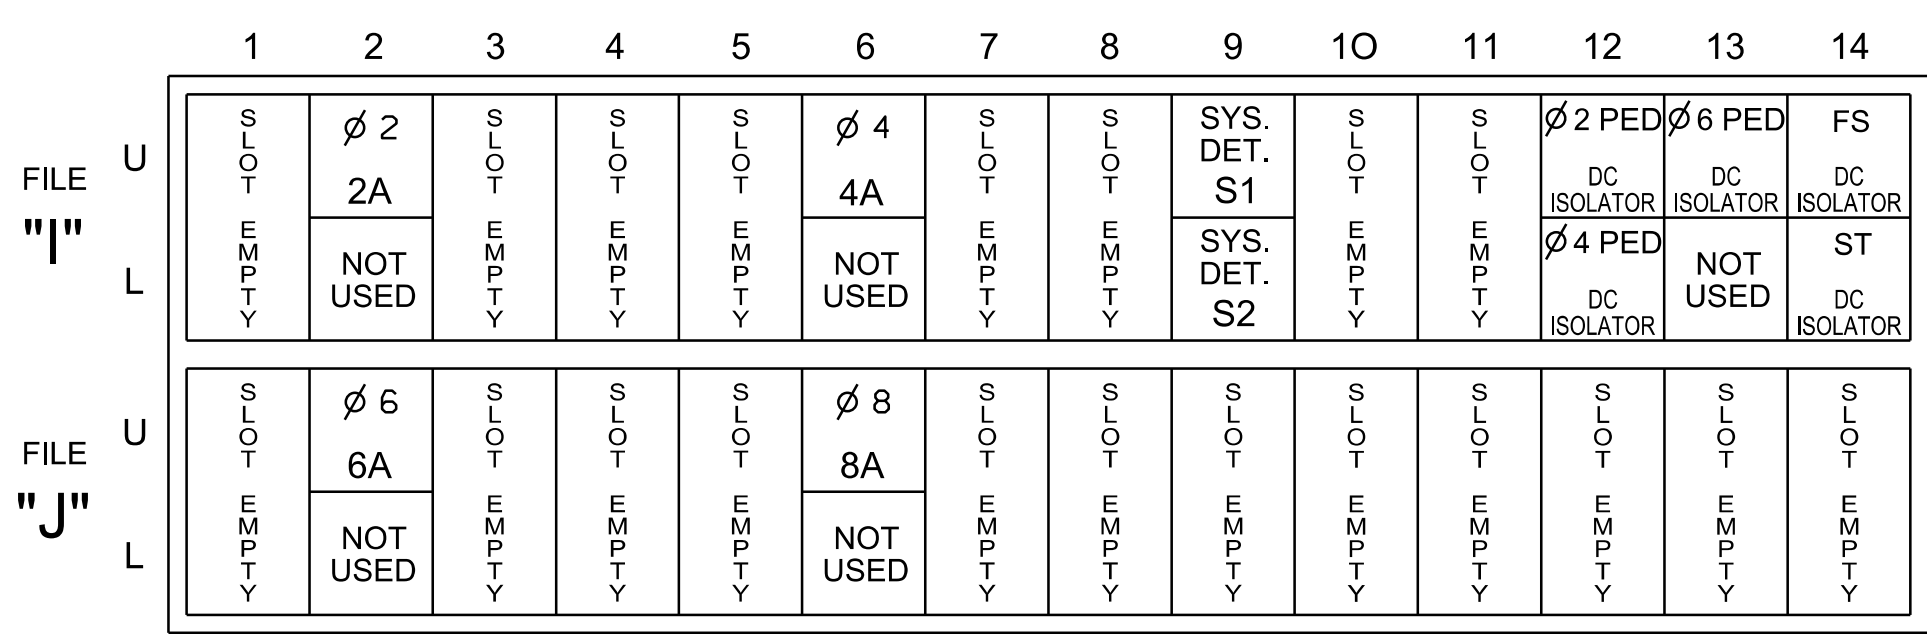 1 2 3 4 5 6 7 8 9 10 11 12 13 14
FILE "I"
U
L
SLOT EMPTY
Ø 2
2A
NOT USED
SLOT EMPTY
SLOT EMPTY
SLOT EMPTY
Ø 4
4A
NOT USED
SLOT EMPTY
SLOT EMPTY
SYS. DET. S1
SYS. DET. S2
SLOT EMPTY
SLOT EMPTY
Ø 2 PED
DC ISOLATOR
Ø 4 PED
DC ISOLATOR
Ø 6 PED
DC ISOLATOR
NOT USED
FS
DC ISOLATOR
ST
DC ISOLATOR
FILE "J"
U
L
SLOT EMPTY
Ø 6
6A
NOT USED
SLOT EMPTY
SLOT EMPTY
SLOT EMPTY
Ø 8
8A
NOT USED
SLOT EMPTY
SLOT EMPTY
SLOT EMPTY
SLOT EMPTY
SLOT EMPTY
SLOT EMPTY
SLOT EMPTY
SLOT EMPTY